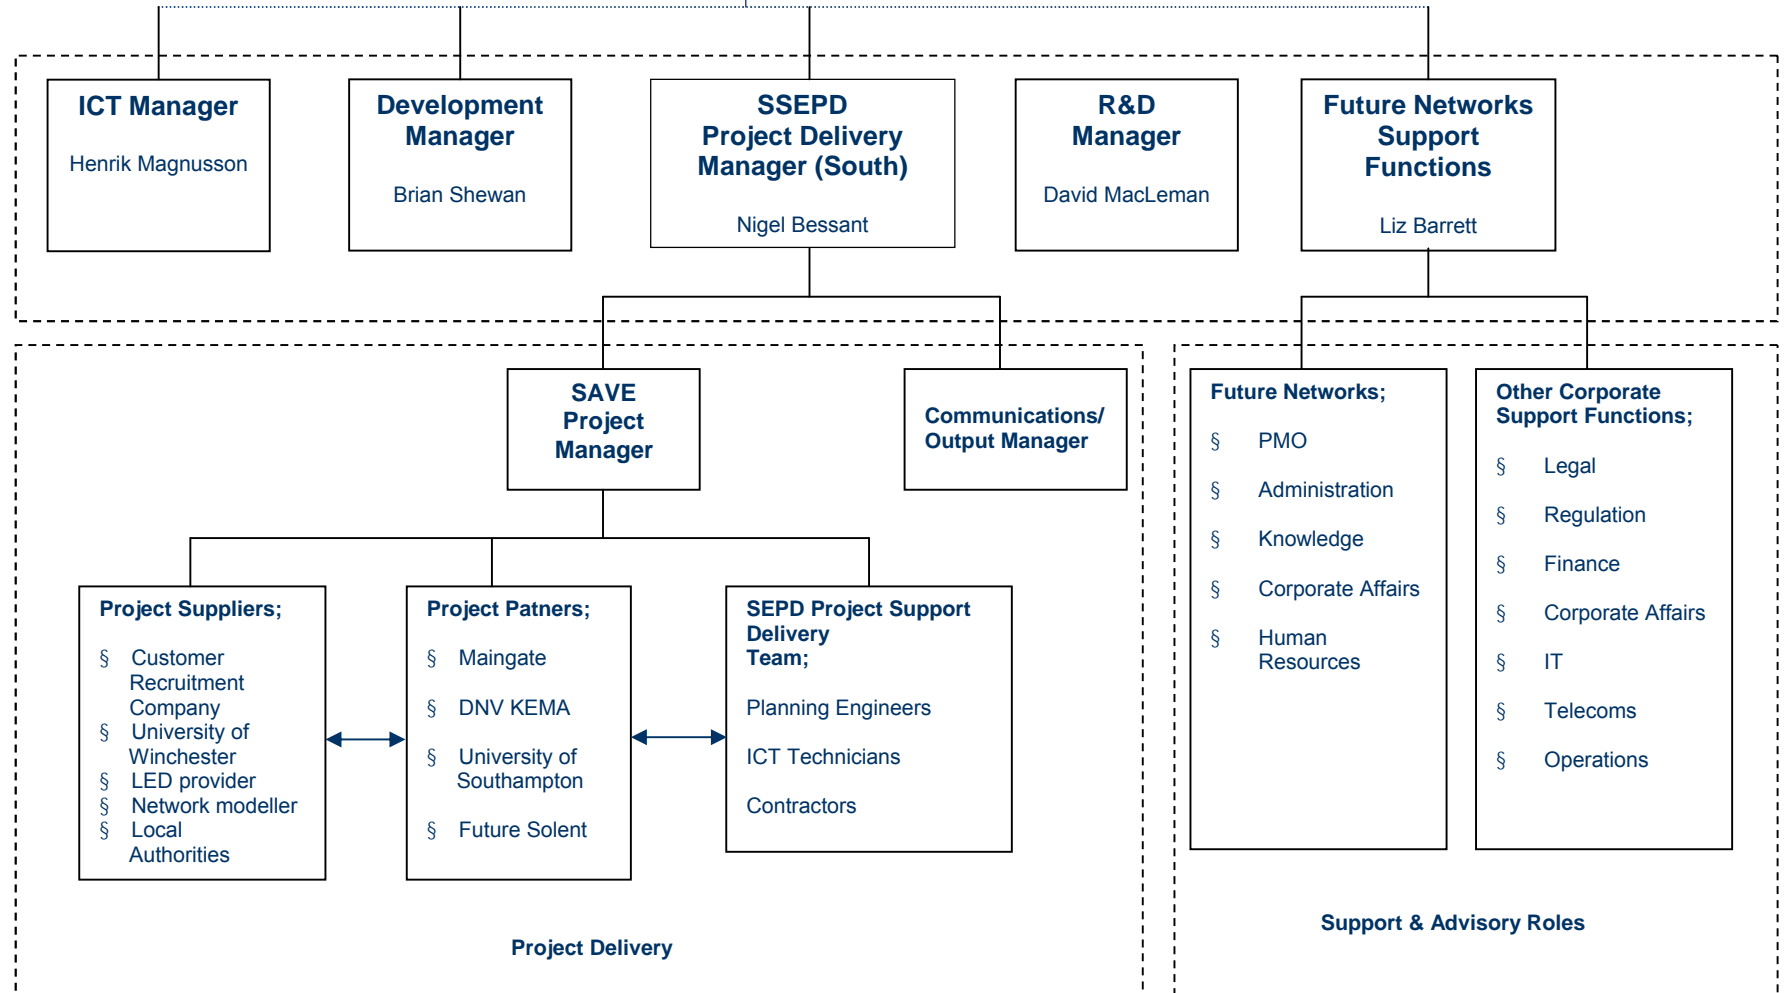 ICT Manager
Henrik Magnusson
Development
Manager
Brian Shewan
SSEPD
Project Delivery
Manager (South)
Nigel Bessant
R&D
Manager
David MacLeman
Future Networks
Support
Functions
Liz Barrett
SAVE
Project
Manager
Communications/
Output Manager
Project Suppliers;
§ Customer
Recruitment
Company
§ University of
Winchester
§ LED provider
§ Network modeller
§ Local
Authorities
Project Patners;
§ Maingate
§ DNV KEMA
§ University of
Southampton
§ Future Solent
SEPD Project Support
Delivery
Team;
Planning Engineers
ICT Technicians
Contractors
Project Delivery
Future Networks;
§ PMO
§ Administration
§ Knowledge
§ Corporate Affairs
§ Human
Resources
Other Corporate
Support Functions;
§ Legal
§ Regulation
§ Finance
§ Corporate Affairs
§ IT
§ Telecoms
§ Operations
Support & Advisory Roles